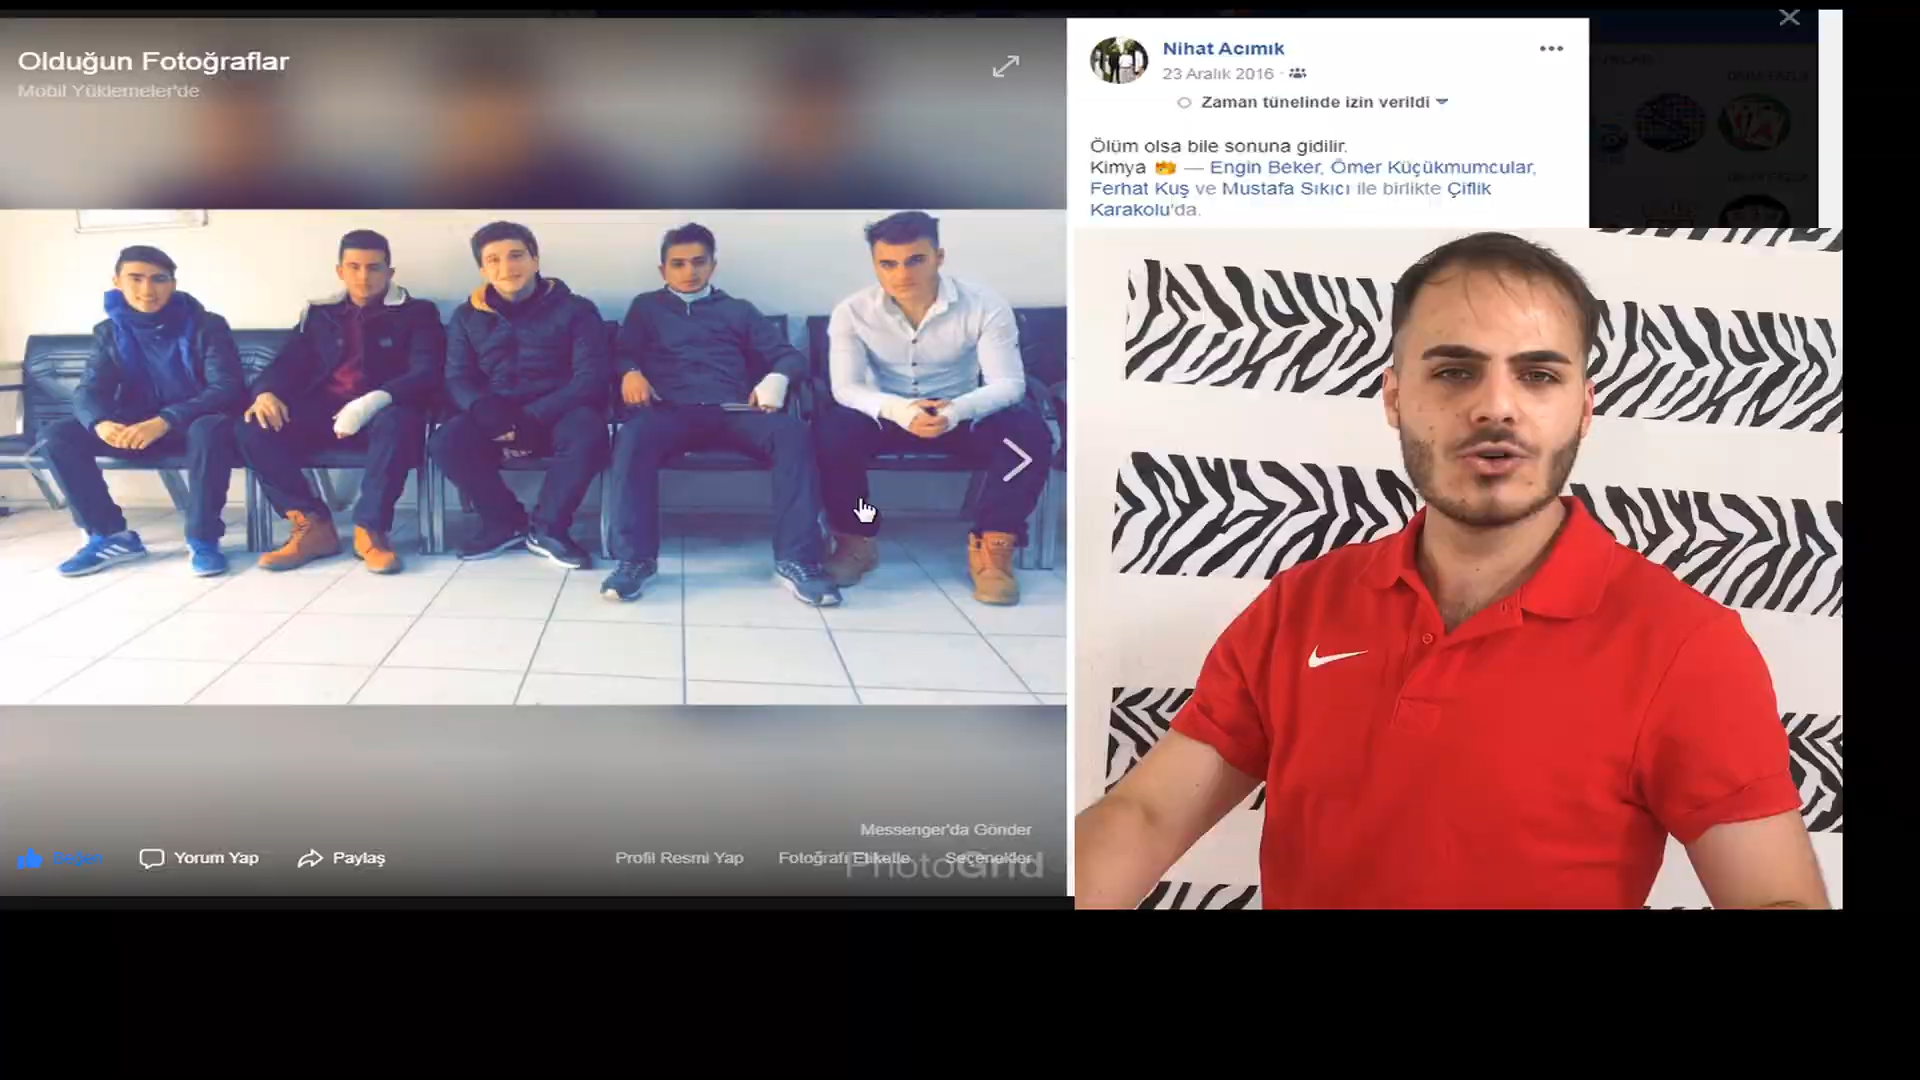 Olduğun Fotoğraflar
Mobil Yüklemeler'de
Nihat Acımık
23 Aralık 2016
Zaman tünelinde izin verildi
Ölüm olsa bile sonuna gidilir.
Kimya 👊 — Engin Beker, Ömer Küçükmumcular,
Ferhat Kuş ve Mustafa Sıkıcı ile birlikte Çiflik
Karakolu'da.
Messenger'da Gönder
Beğen
Yorum Yap
Paylaş
Profil Resmi Yap
Fotoğrafı Etiketle
Seçenekler
PhotoGrid